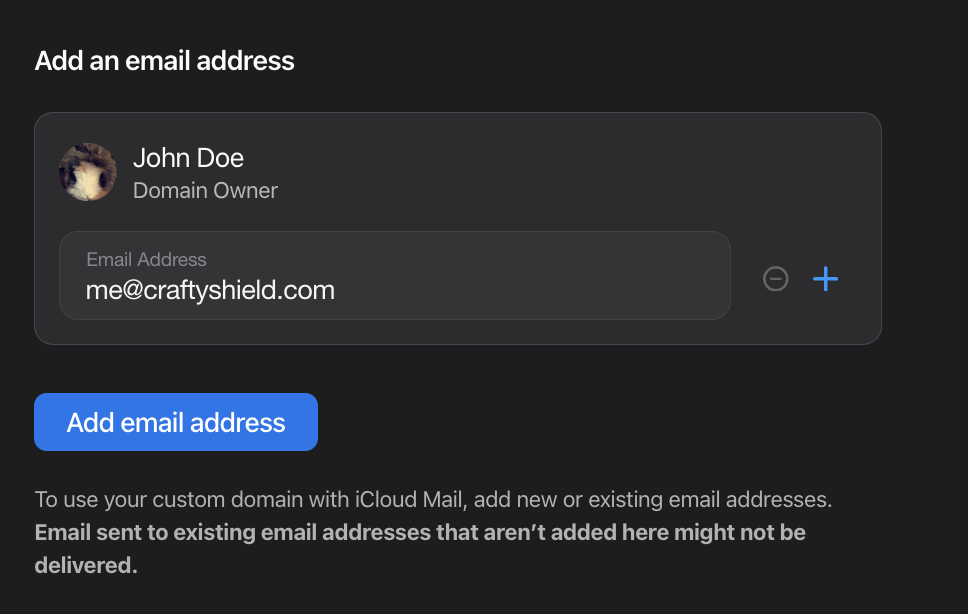 Add an email address
John Doe
Domain Owner
Email Address
me@craftyshield.com
Add email address
To use your custom domain with iCloud Mail, add new or existing email addresses.
Email sent to existing email addresses that aren’t added here might not be
delivered.